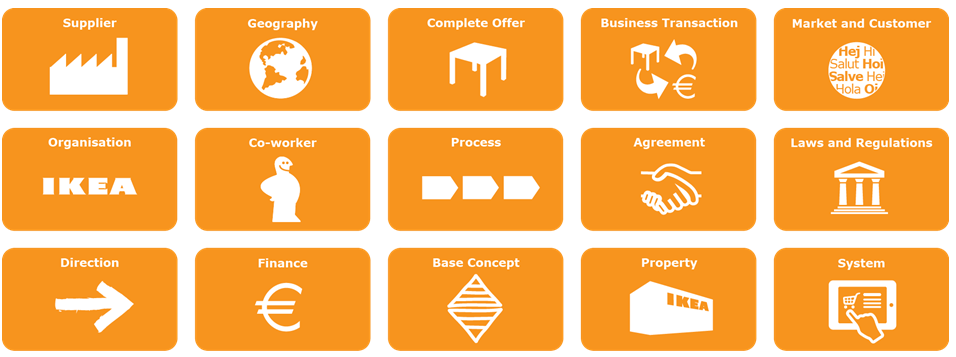 Supplier
Geography
Complete Offer
Business Transaction
Market and Customer
€
Hej Hi
Salut Hoi
Salve Hej
Hola Oi
Organisation
Co-worker
Process
Agreement
Laws and Regulations
IKEA
Direction
Finance
Base Concept
Property
System
€
IKEA